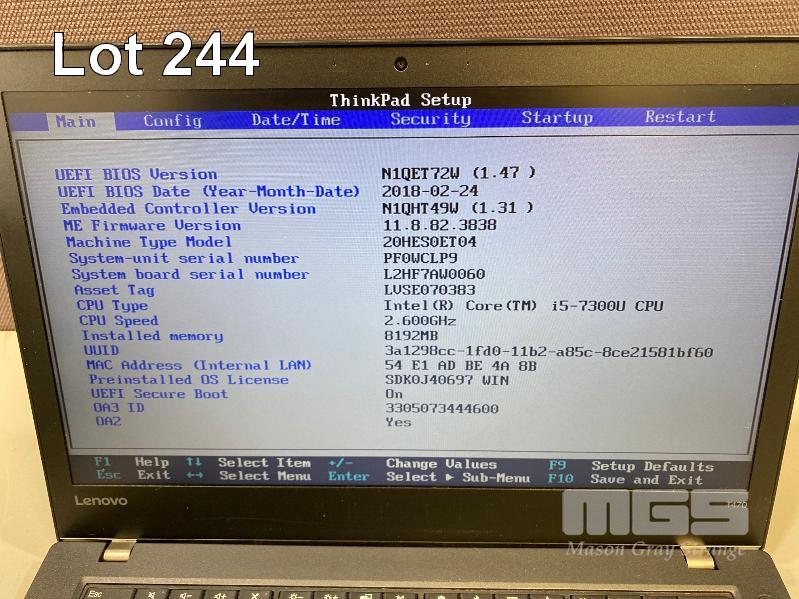 Lot 244
ThinkPad Setup
Main Config Date/Time Security Startup Restart
UEFI BIOS Version N1QET72W (1.47 )
UEFI BIOS Date (Year-Month-Date) 2018-02-24
Embedded Controller Version N1QHT49W (1.31 )
ME Firmware Version 11.8.82.3838
Machine Type Model 20HES0ET04
System-unit serial number PF0WCLP9
System board serial number L2HF7AW0060
Asset Tag LVSE070383
CPU Type Intel(R) Core(TM) i5-7300U CPU
CPU Speed 2.600GHz
Installed memory 8192MB
UUID 3a1298cc-1fd0-11b2-a85c-8ce21581bf60
MAC Address (Internal LAN) 54 E1 AD BE 4A 8B
Preinstalled OS License SDK0J40697 WIN
UEFI Secure Boot On
OA3 ID 3305073444600
OA2 Yes
F1 Help ↑↓ Select Item +/- Change Values F9 Setup Defaults
Esc Exit ←→ Select Menu Enter Select ▶ Sub-Menu F10 Save and Exit
Lenovo
T470
MGS
Mason Gray Strange
Esc